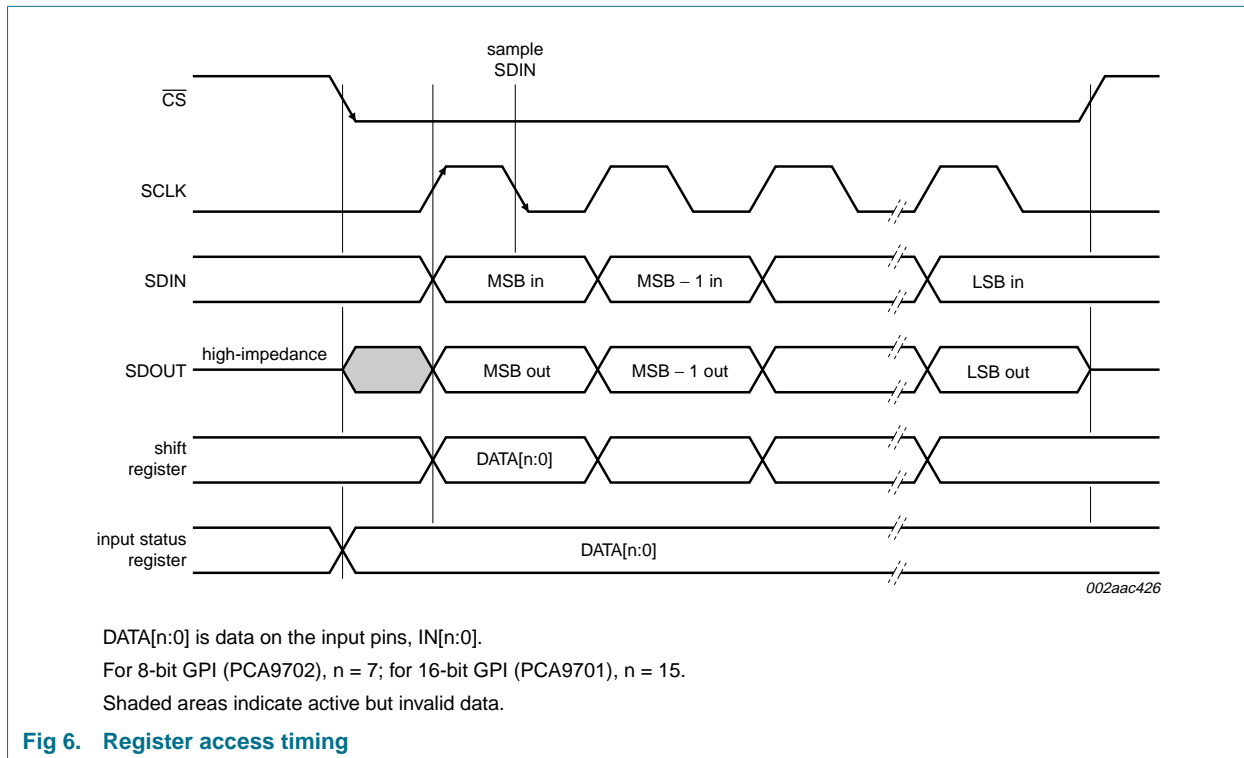 sample
SDIN
CS
SCLK
SDIN
MSB in
MSB − 1 in
LSB in
SDOUT
high-impedance
MSB out
MSB − 1 out
LSB out
shift
register
DATA[n:0]
input status
register
DATA[n:0]
002aac426
DATA[n:0] is data on the input pins, IN[n:0].
For 8-bit GPI (PCA9702), n = 7; for 16-bit GPI (PCA9701), n = 15.
Shaded areas indicate active but invalid data.
Fig 6. Register access timing